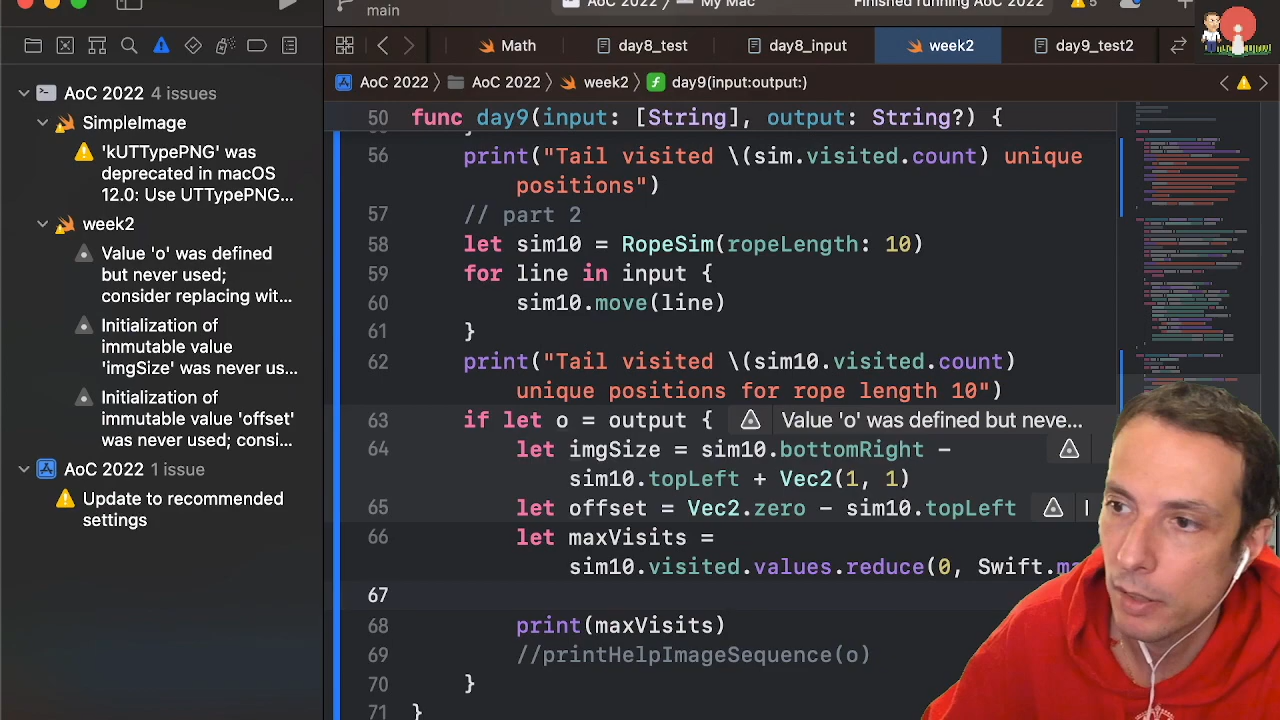 main
AoC 2022
My Mac
Finished running AoC 2022
5
Math
day8_test
day8_input
week2
day9_test2
AoC 2022
AoC 2022
week2
day9(input:output:)
AoC 2022 4 issues
SimpleImage
'kUTTypePNG' was
deprecated in macOS
12.0: Use UTTypePNG...
week2
Value 'o' was defined
but never used;
consider replacing wit...
Initialization of
immutable value
'imgSize' was never us...
Initialization of
immutable value 'offset'
was never used; consi...
AoC 2022 1 issue
Update to recommended
settings
50 func day9(input: [String], output: String?) {
56 print("Tail visited \(sim.visited.count) unique
positions")
57 // part 2
58 let sim10 = RopeSim(ropeLength: 10)
59 for line in input {
60 sim10.move(line)
61 }
62 print("Tail visited \(sim10.visited.count)
unique positions for rope length 10")
63 if let o = output { Value 'o' was defined but neve...
64 let imgSize = sim10.bottomRight -
sim10.topLeft + Vec2(1, 1)
65 let offset = Vec2.zero - sim10.topLeft
66 let maxVisits =
sim10.visited.values.reduce(0, Swift.
67
68 print(maxVisits)
69 //printHelpImageSequence(o)
70 }
71 }